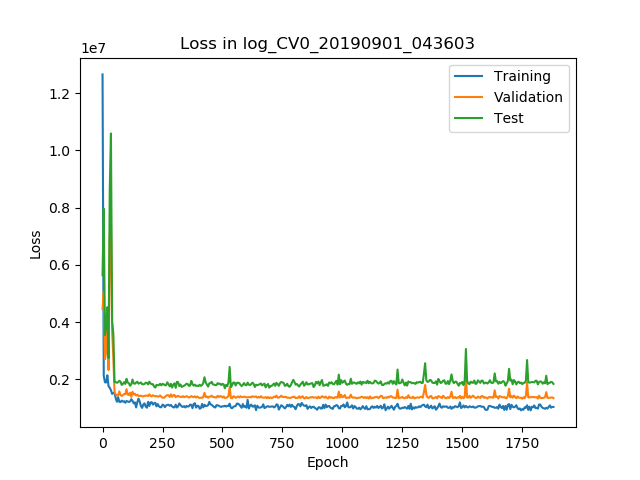 Loss in log_CV0_20190901_043603
1e7
Training
Validation
Test
1.2
1.0
0.8
0.6
0.4
0.2
Loss
0 250 500 750 1000 1250 1500 1750
Epoch